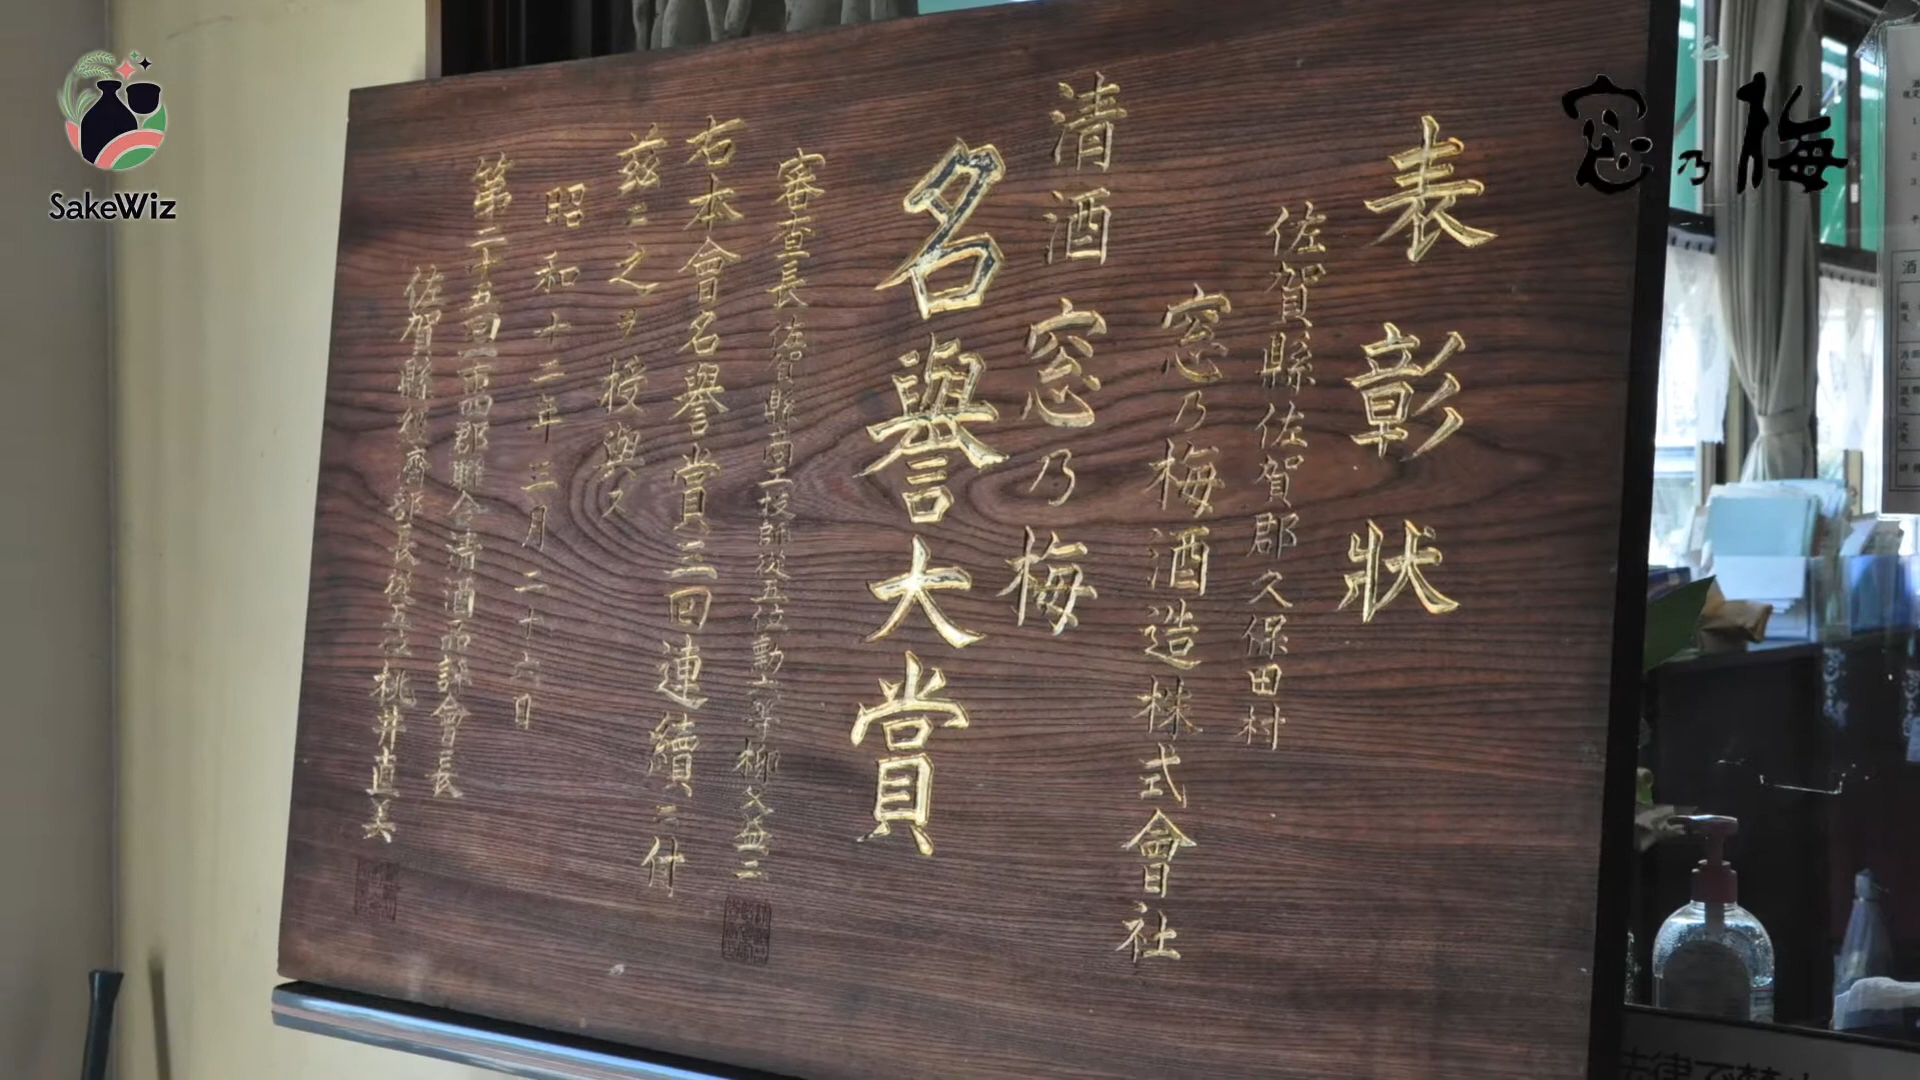 SakeWiz
窓乃梅
表彰狀
佐賀縣佐賀郡久保田村
窓乃梅酒造株式會社
清酒 窓乃梅
名譽大賞
審査長 佐賀縣商工技師從五位勳六等 柳
右本會名譽賞三回連續ニ付
茲ニ之ヲ授與ス
昭和十二年三月二十六日
第二十五回二市四郡聯合清酒品評會長
佐賀縣經濟部長從五位 桃井直美